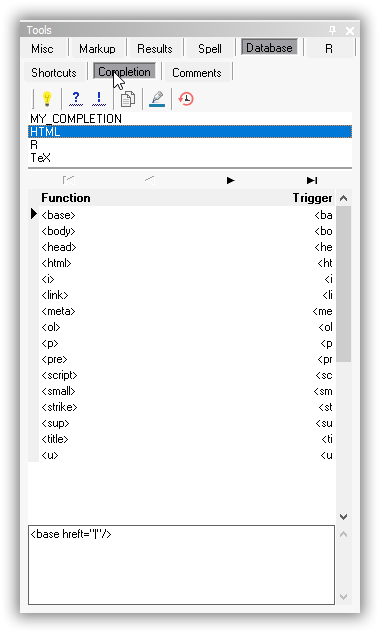 Tools
Misc Markup Results Spell Database R
Shortcuts Completion Comments
MY_COMPLETION
HTML
R
TeX
Function Trigger
<base> <ba
<body> <bo
<head> <he
<html> <ht
<i> <i
<link> <li
<meta> <me
<ol> <ol
<p> <p
<pre> <pr
<script> <sc
<small> <sm
<strike> <st
<sup> <su
<title> <ti
<u> <u
<base hreft="|"/>